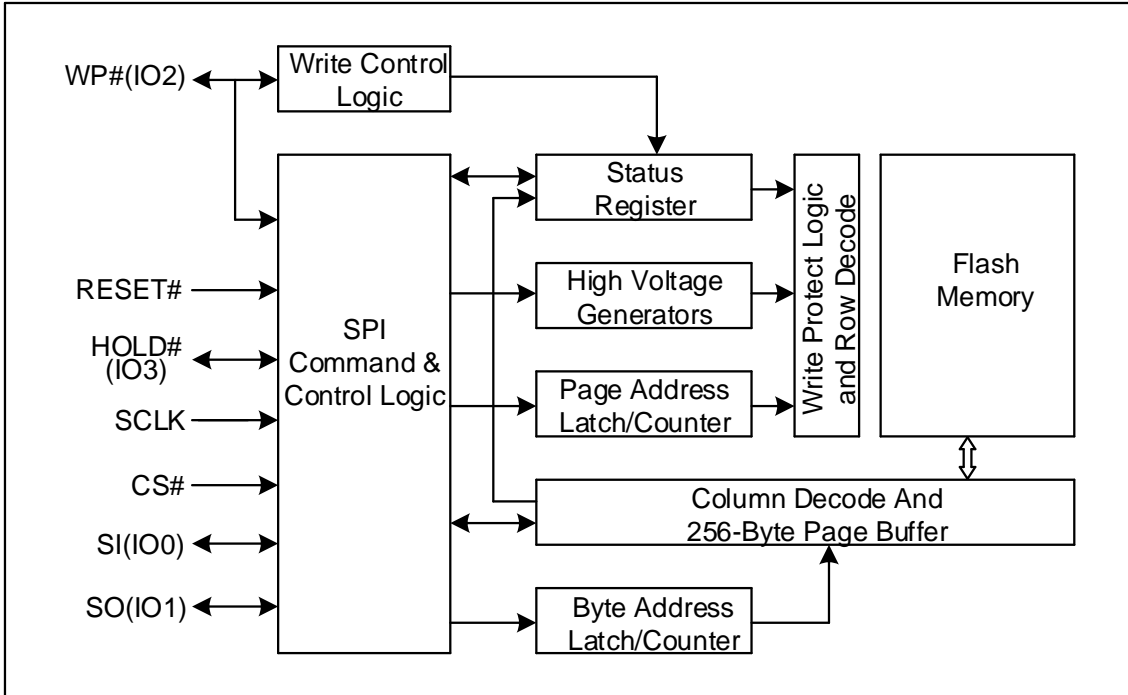 WP#(IO2)
Write Control
Logic
SPI
Command &
Control Logic
Status
Register
Write Protect Logic
and Row Decode
Flash
Memory
RESET#
HOLD#
(IO3)
SCLK
CS#
SI(IO0)
SO(IO1)
High Voltage
Generators
Page Address
Latch/Counter
Column Decode And
256-Byte Page Buffer
Byte Address
Latch/Counter